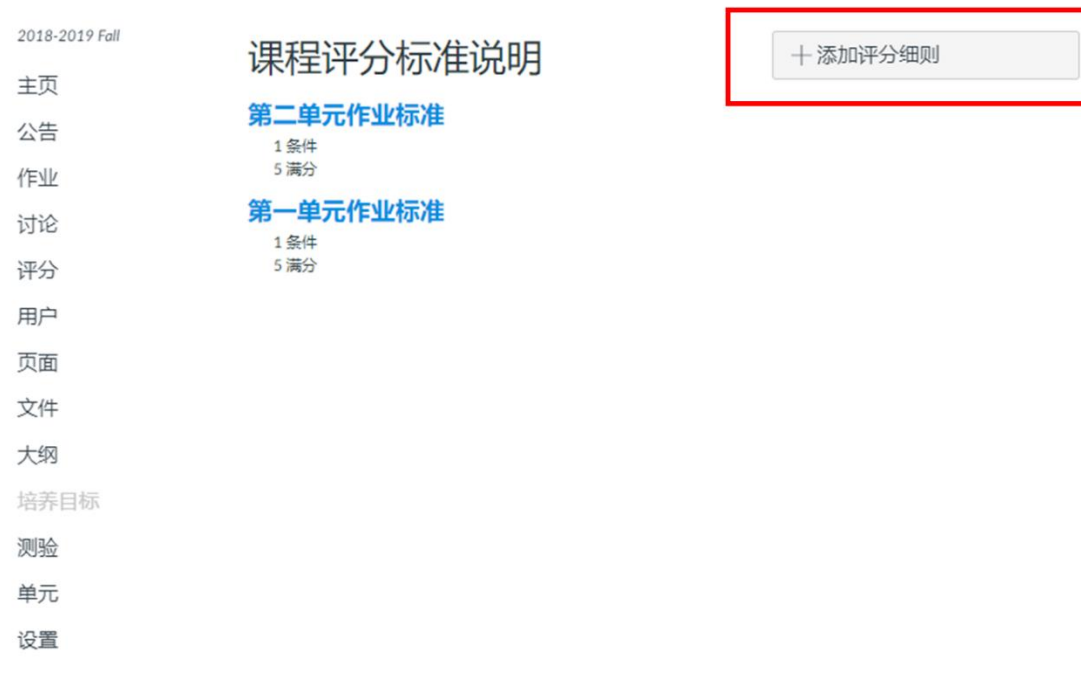 2018-2019 Fall
主页
公告
作业
讨论
评分
用户
页面
文件
大纲
培养目标
测验
单元
设置
课程评分标准说明
第二单元作业标准
1 条件
5 满分
第一单元作业标准
1 条件
5 满分
＋添加评分细则